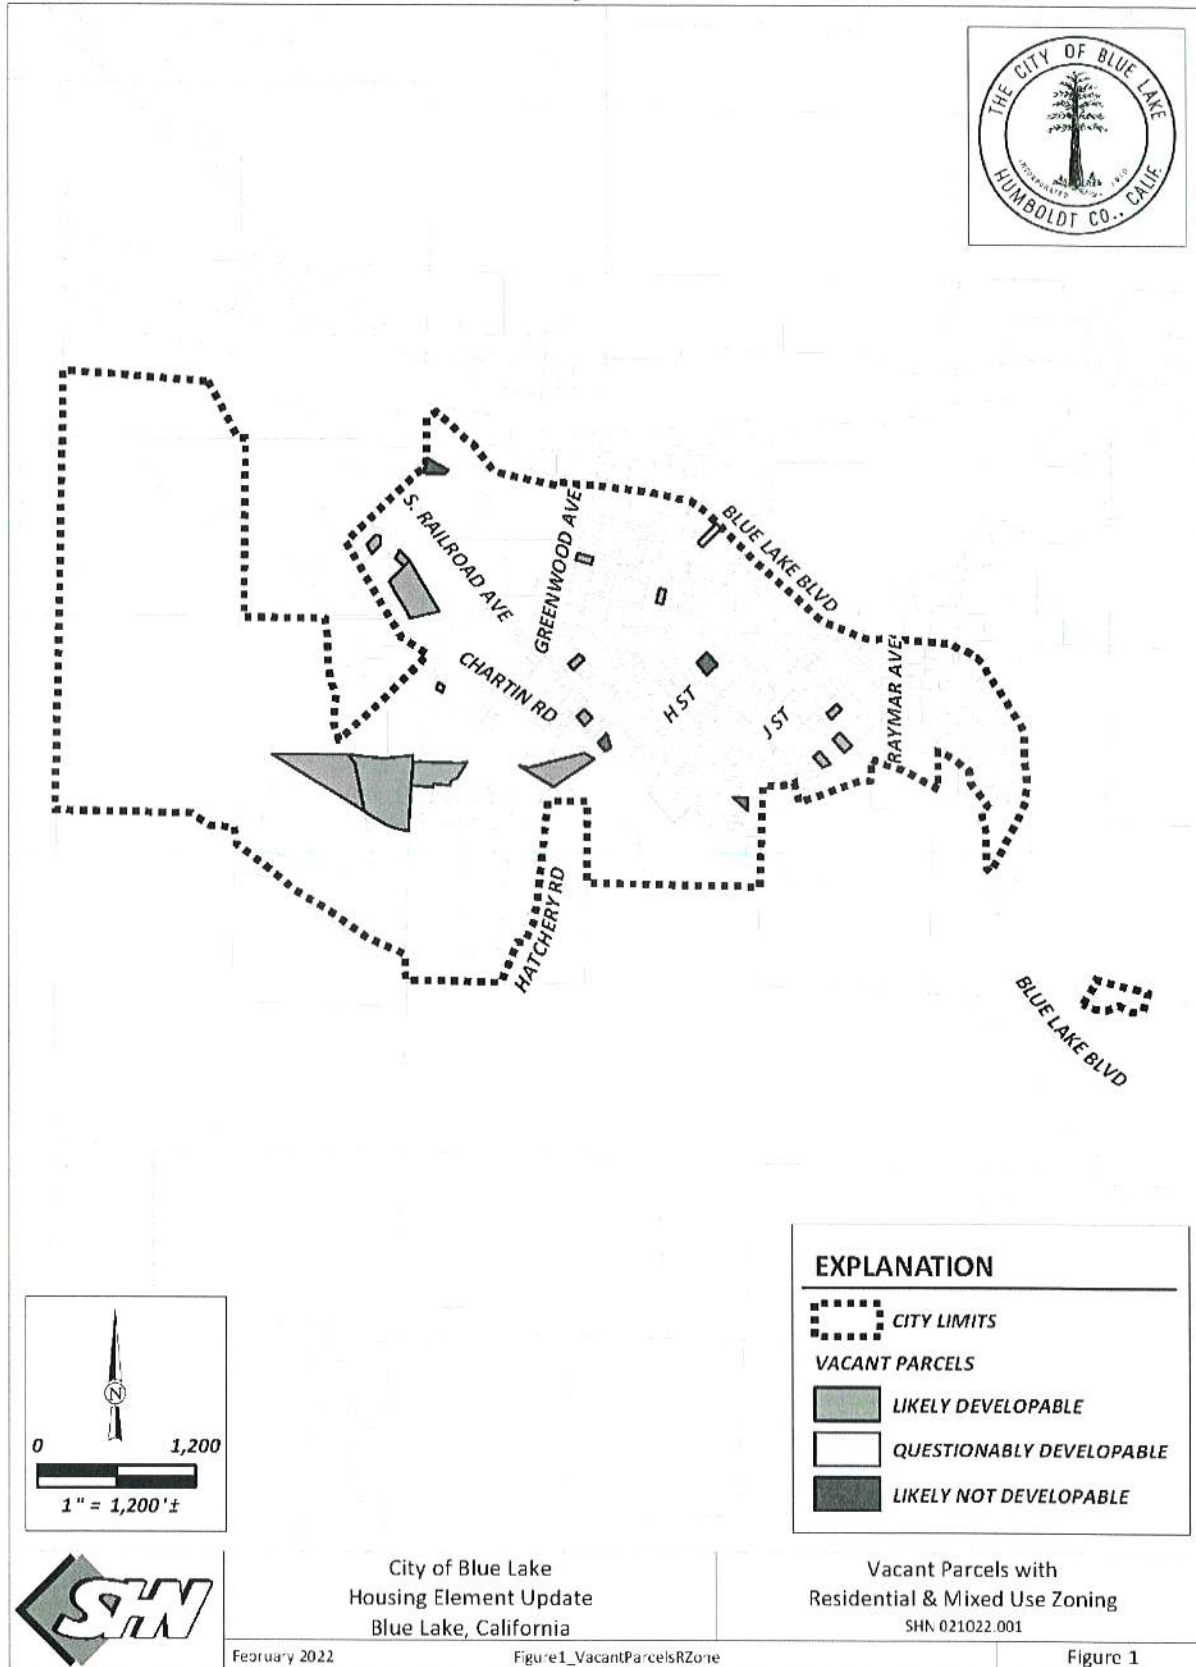 THE CITY OF BLUE LAKE
HUMBOLDT CO., CALIF.
INCORPORATED 1910
S. RAILROAD AVE
GREENWOOD AVE
BLUE LAKE BLVD
CHARTIN RD
H ST
J ST
RAYMAR AVE
HATCHERY RD
BLUE LAKE BLVD
EXPLANATION
CITY LIMITS
VACANT PARCELS
LIKELY DEVELOPABLE
QUESTIONABLY DEVELOPABLE
LIKELY NOT DEVELOPABLE
N
0 1,200
1 " = 1,200 '±
SHN
City of Blue Lake
Housing Element Update
Blue Lake, California
Vacant Parcels with
Residential & Mixed Use Zoning
SHN 021022.001
February 2022
Figure1_VacantParcelsRZone
Figure 1